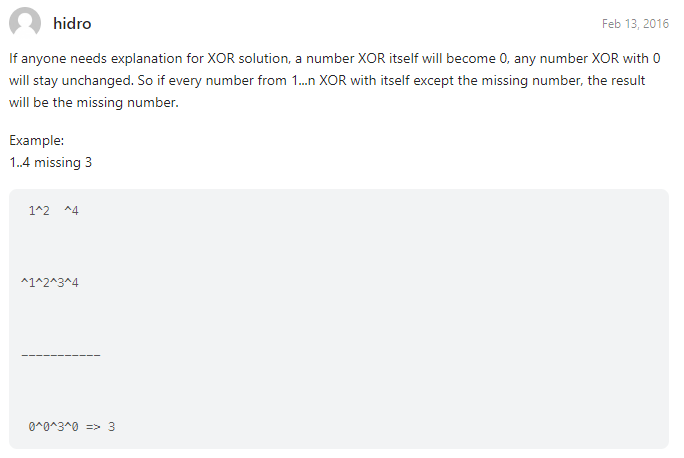 hidro
Feb 13, 2016
If anyone needs explanation for XOR solution, a number XOR itself will become 0, any number XOR with 0
will stay unchanged. So if every number from 1...n XOR with itself except the missing number, the result
will be the missing number.
Example:
1..4 missing 3
1^2  ^4
^1^2^3^4
-----------
0^0^3^0 => 3